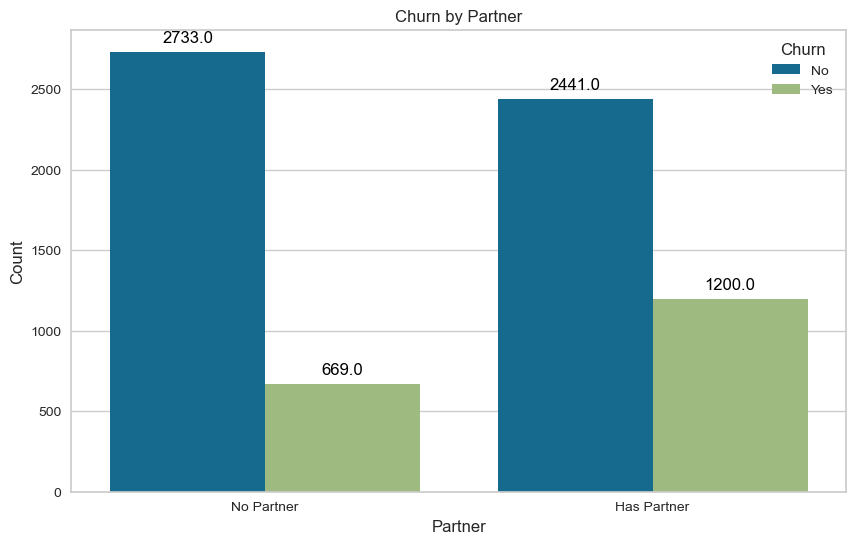 Churn by Partner
2733.0
2441.0
1200.0
669.0
Churn
No
Yes
Count
2500
2000
1500
1000
500
0
No Partner
Has Partner
Partner